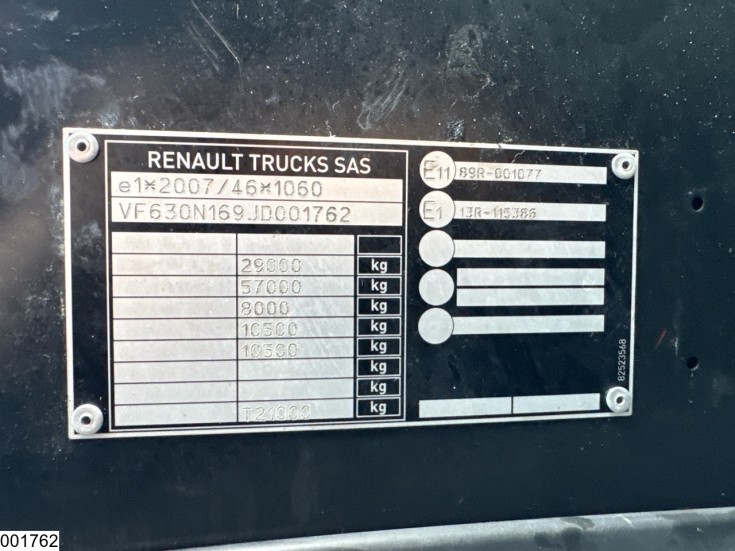 RENAULT TRUCKS SAS
e1*2007/46*1060
VF630N169JD001762
29000 kg
57000 kg
8000 kg
10500 kg
10500 kg
kg
kg
T21000 kg
E11 89R-001077
E1 13R-115386
82523568
001762